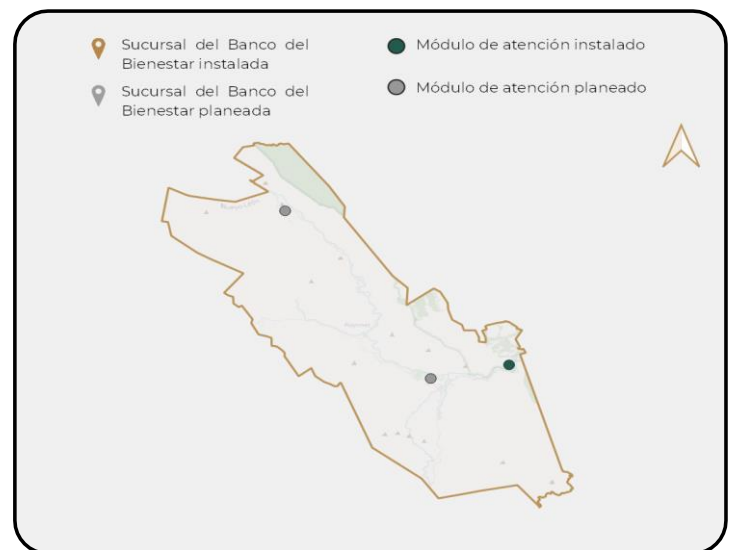 Sucursal del Banco del
Bienestar instalada
Módulo de atención instalado
Sucursal del Banco del
Bienestar planeada
Módulo de atención planeado